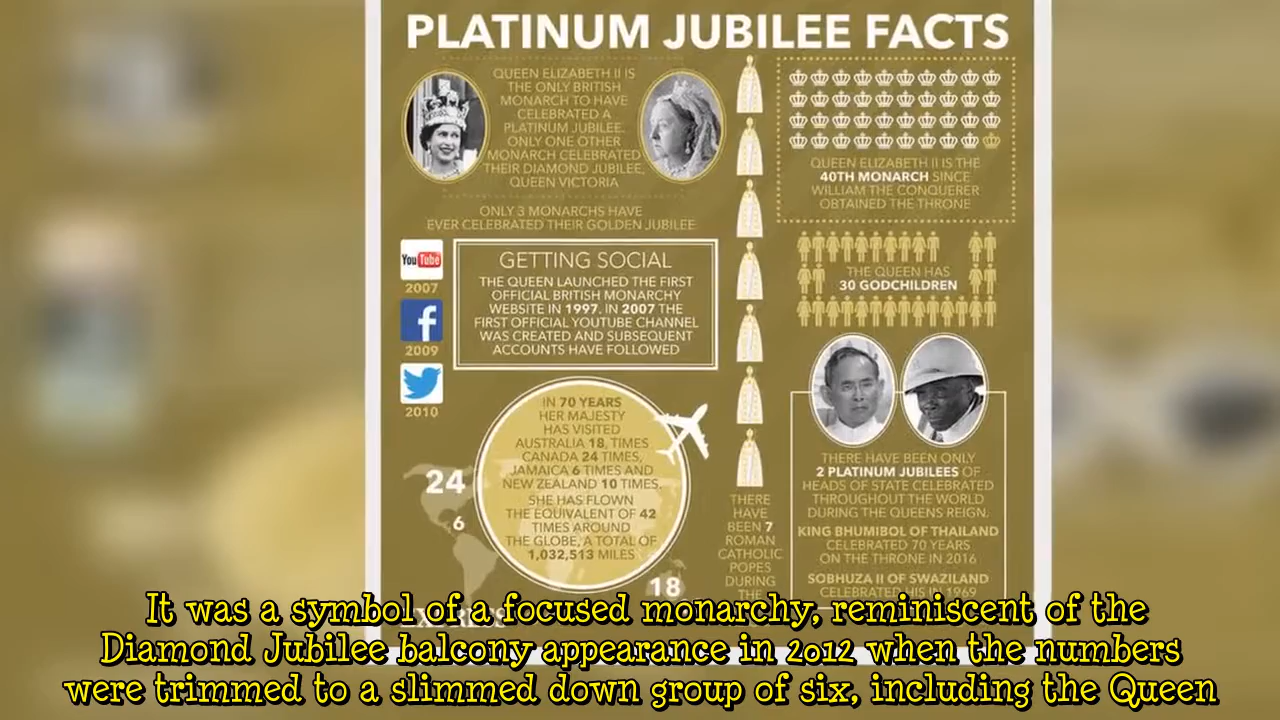 PLATINUM JUBILEE FACTS
QUEEN ELIZABETH II IS
THE ONLY BRITISH
MONARCH TO HAVE
CELEBRATED A
PLATINUM JUBILEE.
ONLY ONE OTHER
MONARCH CELEBRATED
THEIR DIAMOND JUBILEE,
QUEEN VICTORIA
ONLY 3 MONARCHS HAVE
EVER CELEBRATED THEIR GOLDEN JUBILEE
QUEEN ELIZABETH II IS THE
40TH MONARCH SINCE
WILLIAM THE CONQUERER
OBTAINED THE THRONE
You Tube
2007
2009
2010
GETTING SOCIAL
THE QUEEN LAUNCHED THE FIRST
OFFICIAL BRITISH MONARCHY
WEBSITE IN 1997. IN 2007 THE
FIRST OFFICIAL YOUTUBE CHANNEL
WAS CREATED AND SUBSEQUENT
ACCOUNTS HAVE FOLLOWED
THE QUEEN HAS
30 GODCHILDREN
IN 70 YEARS
HER MAJESTY
HAS VISITED
AUSTRALIA 18, TIMES
CANADA 24 TIMES,
JAMAICA 6 TIMES AND
NEW ZEALAND 10 TIMES.
SHE HAS FLOWN
THE EQUIVALENT OF 42
TIMES AROUND
THE GLOBE, A TOTAL OF
1,032,513 MILES
24
6
18
THERE
HAVE
BEEN 7
ROMAN
CATHOLIC
POPES
DURING
THE
THERE HAVE BEEN ONLY
2 PLATINUM JUBILEES OF
HEADS OF STATE CELEBRATED
THROUGHOUT THE WORLD
DURING THE QUEENS REIGN.
KING BHUMIBOL OF THAILAND
CELEBRATED 70 YEARS
ON THE THRONE IN 2016
SOBHUZA II OF SWAZILAND
CELEBRATED HIS IN 1969
It was a symbol of a focused monarchy, reminiscent of the
Diamond Jubilee balcony appearance in 2012 when the numbers
were trimmed to a slimmed down group of six, including the Queen